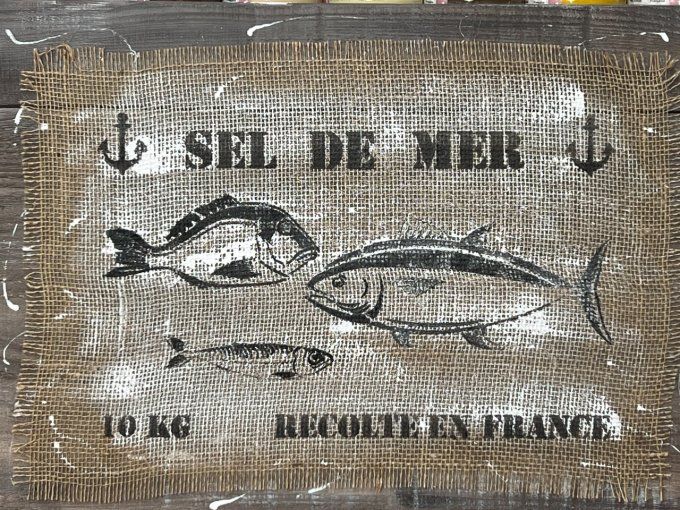 SEL DE MER
10 KG RECOLTE EN FRANCE